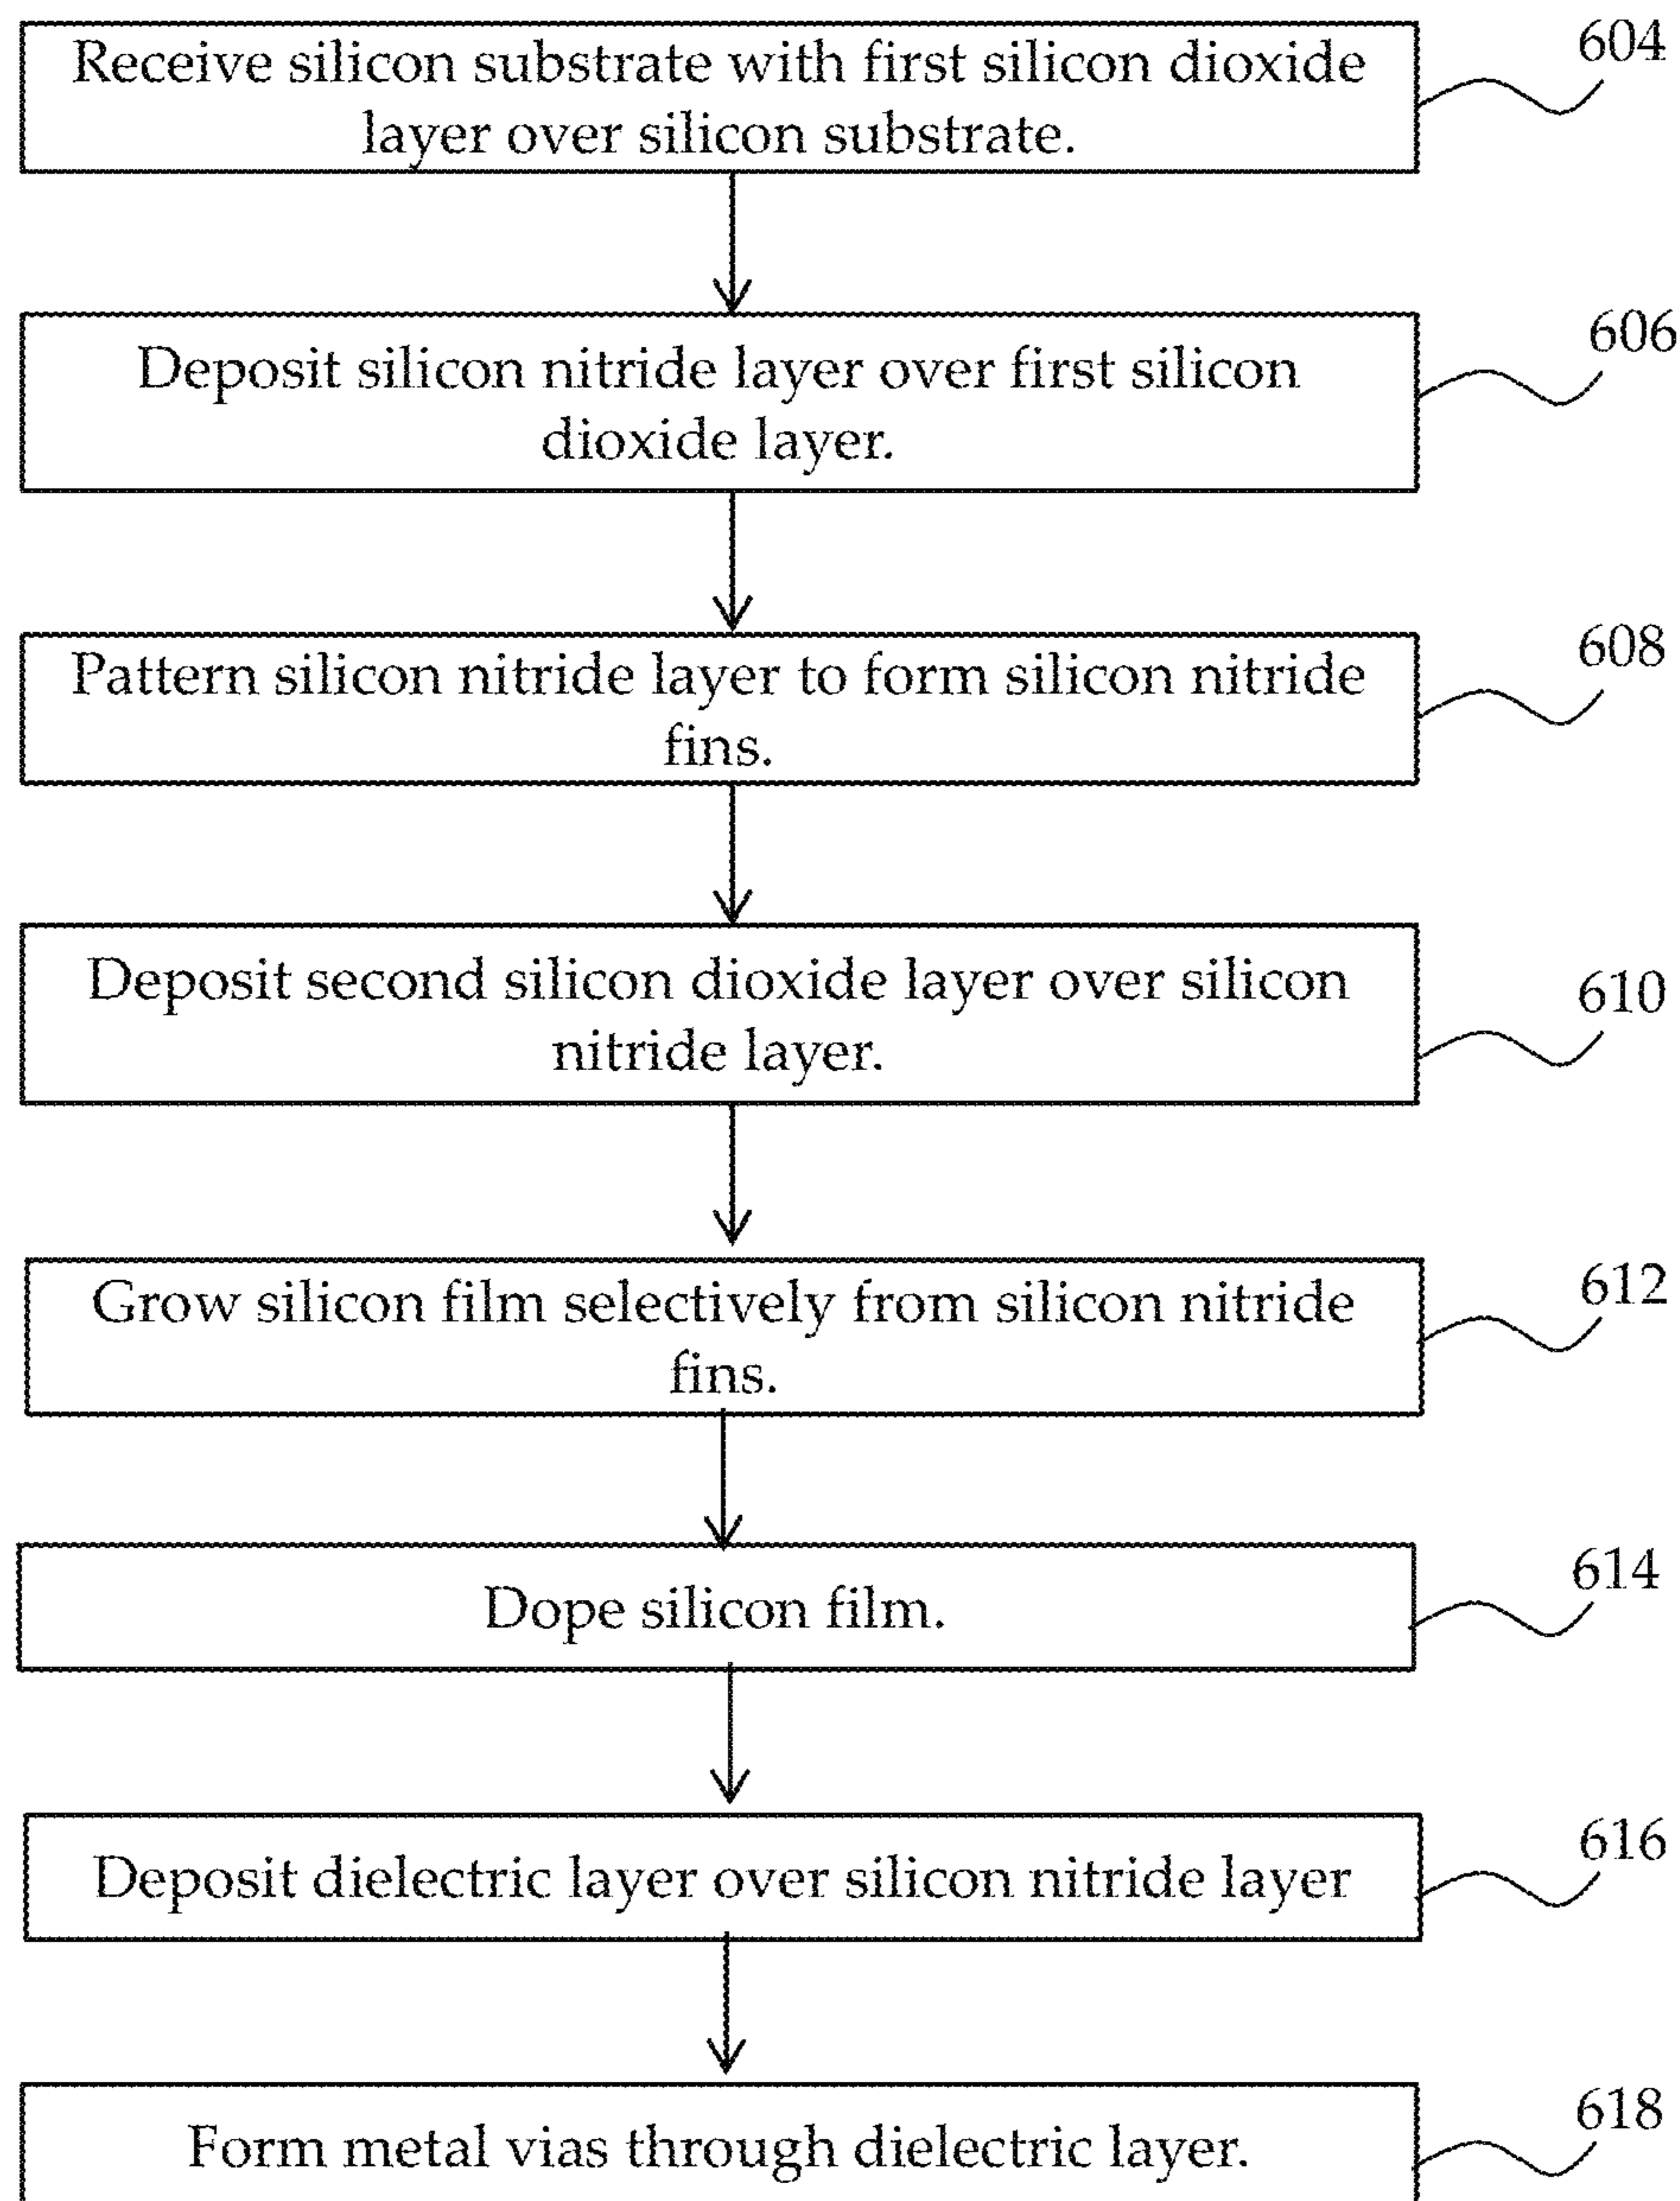 Receive silicon substrate with first silicon dioxide
layer over silicon substrate.
604
Deposit silicon nitride layer over first silicon
dioxide layer.
606
Pattern silicon nitride layer to form silicon nitride
fins.
608
Deposit second silicon dioxide layer over silicon
nitride layer.
610
Grow silicon film selectively from silicon nitride
fins.
612
Dope silicon film.
614
Deposit dielectric layer over silicon nitride layer
616
Form metal vias through dielectric layer.
618